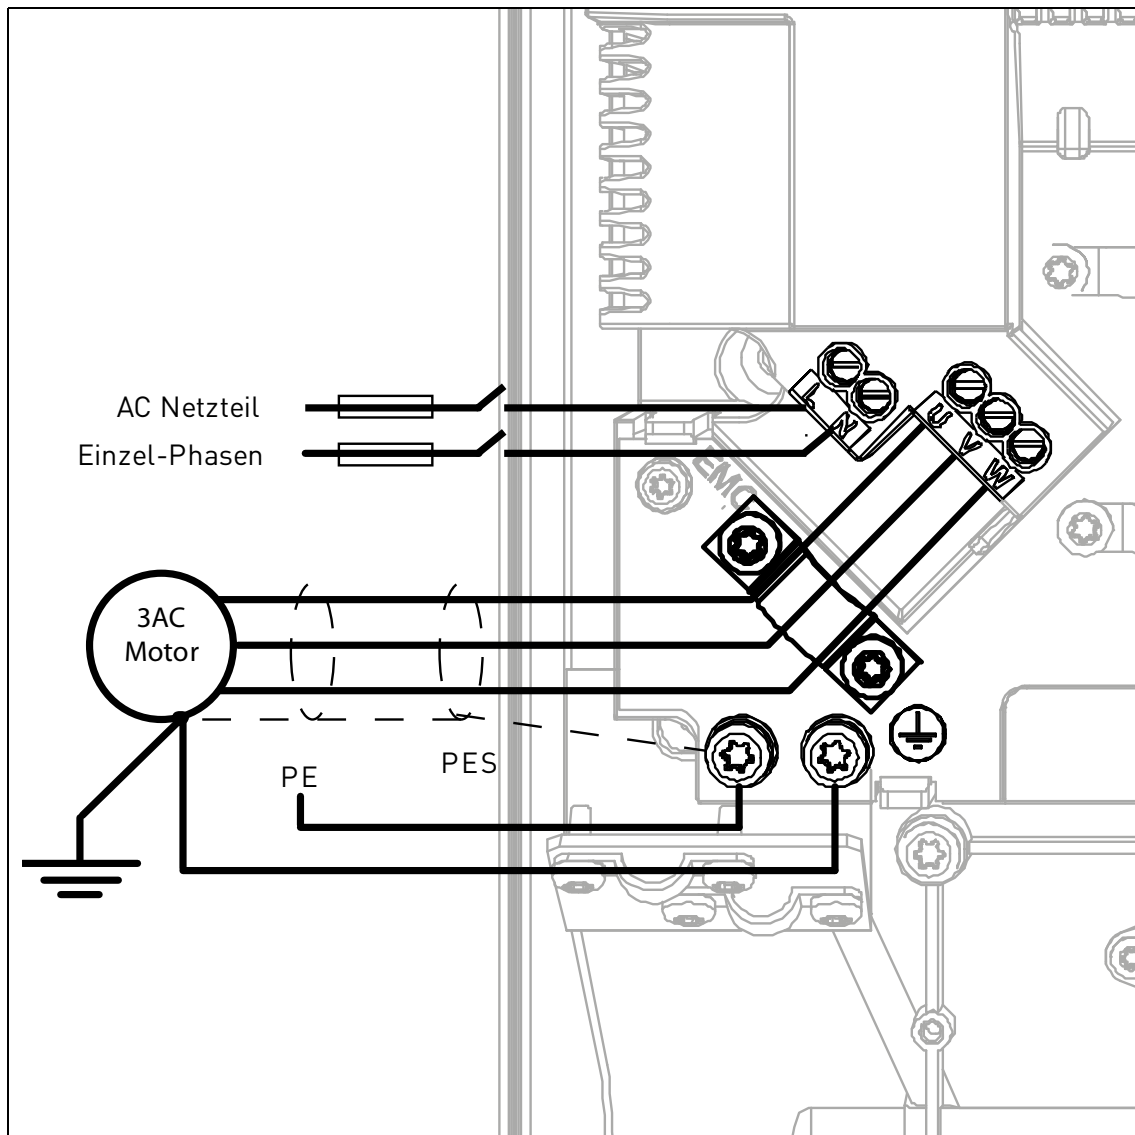 AC Netzteil
Einzel-Phasen
L
N
U
V
W
EMC
3AC
Motor
PES
PE